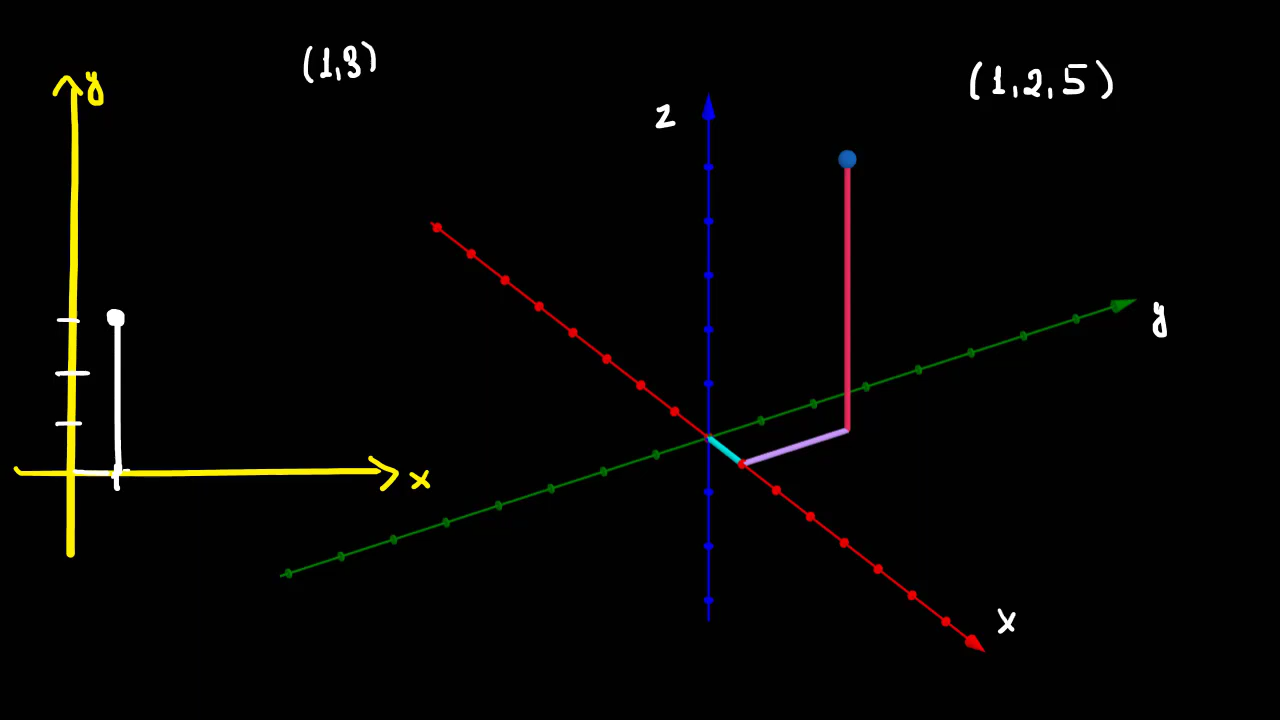 (1,3)
(1,2,5)
y
z
y
x
x